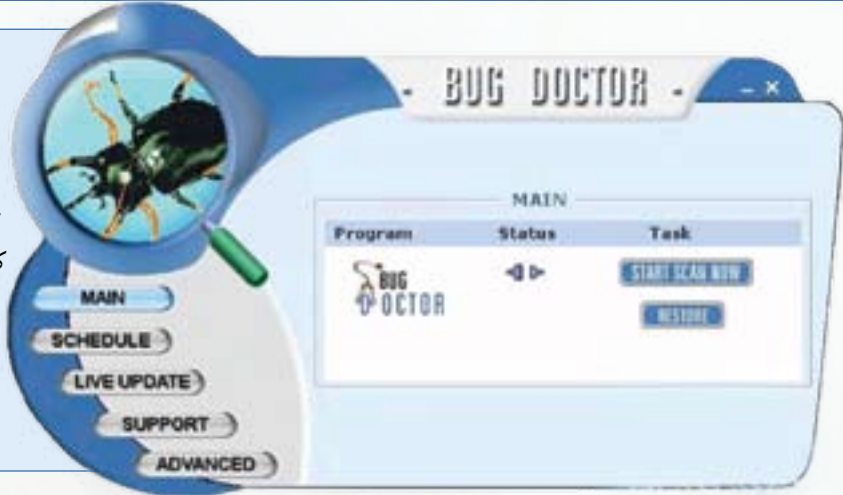 - BUG DOCTOR -
MAIN
Program Status Task
BUG
DOCTOR
START SCAN NOW
RESTORE
MAIN
SCHEDULE
LIVE UPDATE
SUPPORT
ADVANCED